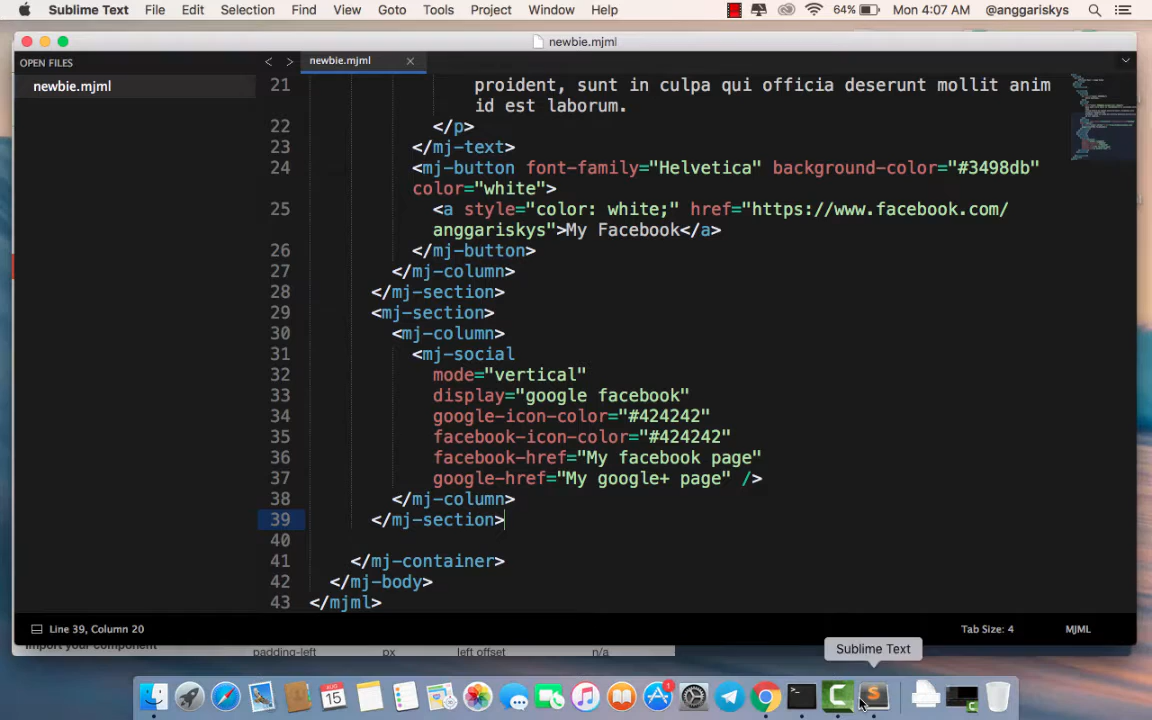 Sublime Text File Edit Selection Find View Goto Tools Project Window Help 64% Mon 4:07 AM @anggariskys
newbie.mjml
OPEN FILES
newbie.mjml
newbie.mjml
21 proident, sunt in culpa qui officia deserunt mollit anim
id est laborum.
22 </p>
23 </mj-text>
24 <mj-button font-family="Helvetica" background-color="#3498db"
color="white">
25 <a style="color: white;" href="https://www.facebook.com/
anggariskys">My Facebook</a>
26 </mj-button>
27 </mj-column>
28 </mj-section>
29 <mj-section>
30 <mj-column>
31 <mj-social
32 mode="vertical"
33 display="google facebook"
34 google-icon-color="#424242"
35 facebook-icon-color="#424242"
36 facebook-href="My facebook page"
37 google-href="My google+ page" />
38 </mj-column>
39 </mj-section>
40
41 </mj-container>
42 </mj-body>
43 </mjml>
Line 39, Column 20 Tab Size: 4 MJML
Import your component padding-left px left offset n/a
Sublime Text
15